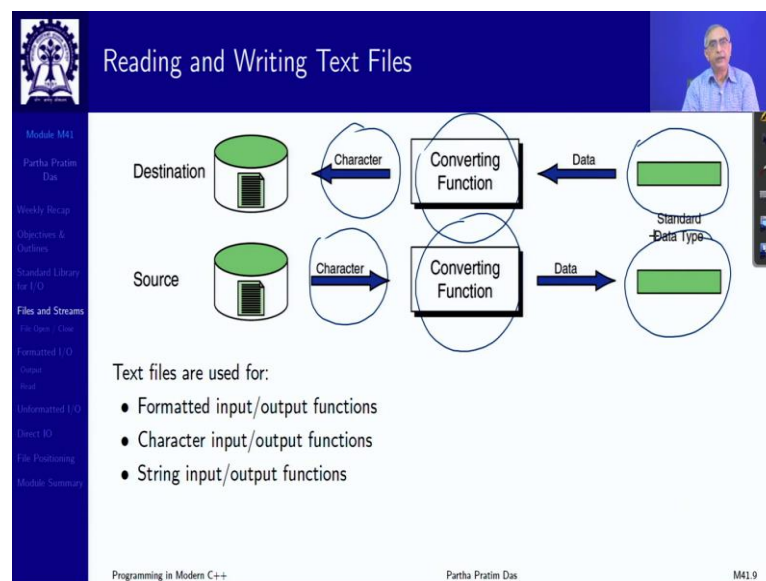 Reading and Writing Text Files
Module M41
Partha Pratim
Das
Weekly Recap
Objectives &
Outlines
Standard Library
for I/O
Files and Streams
File Open / Close
Formatted I/O
Output
Read
Unformatted I/O
Direct IO
File Positioning
Module Summary
Destination
Character
Converting
Function
Data
Standard
Data Type
Source
Character
Converting
Function
Data
Text files are used for:
• Formatted input/output functions
• Character input/output functions
• String input/output functions
Programming in Modern C++
Partha Pratim Das
M41.9